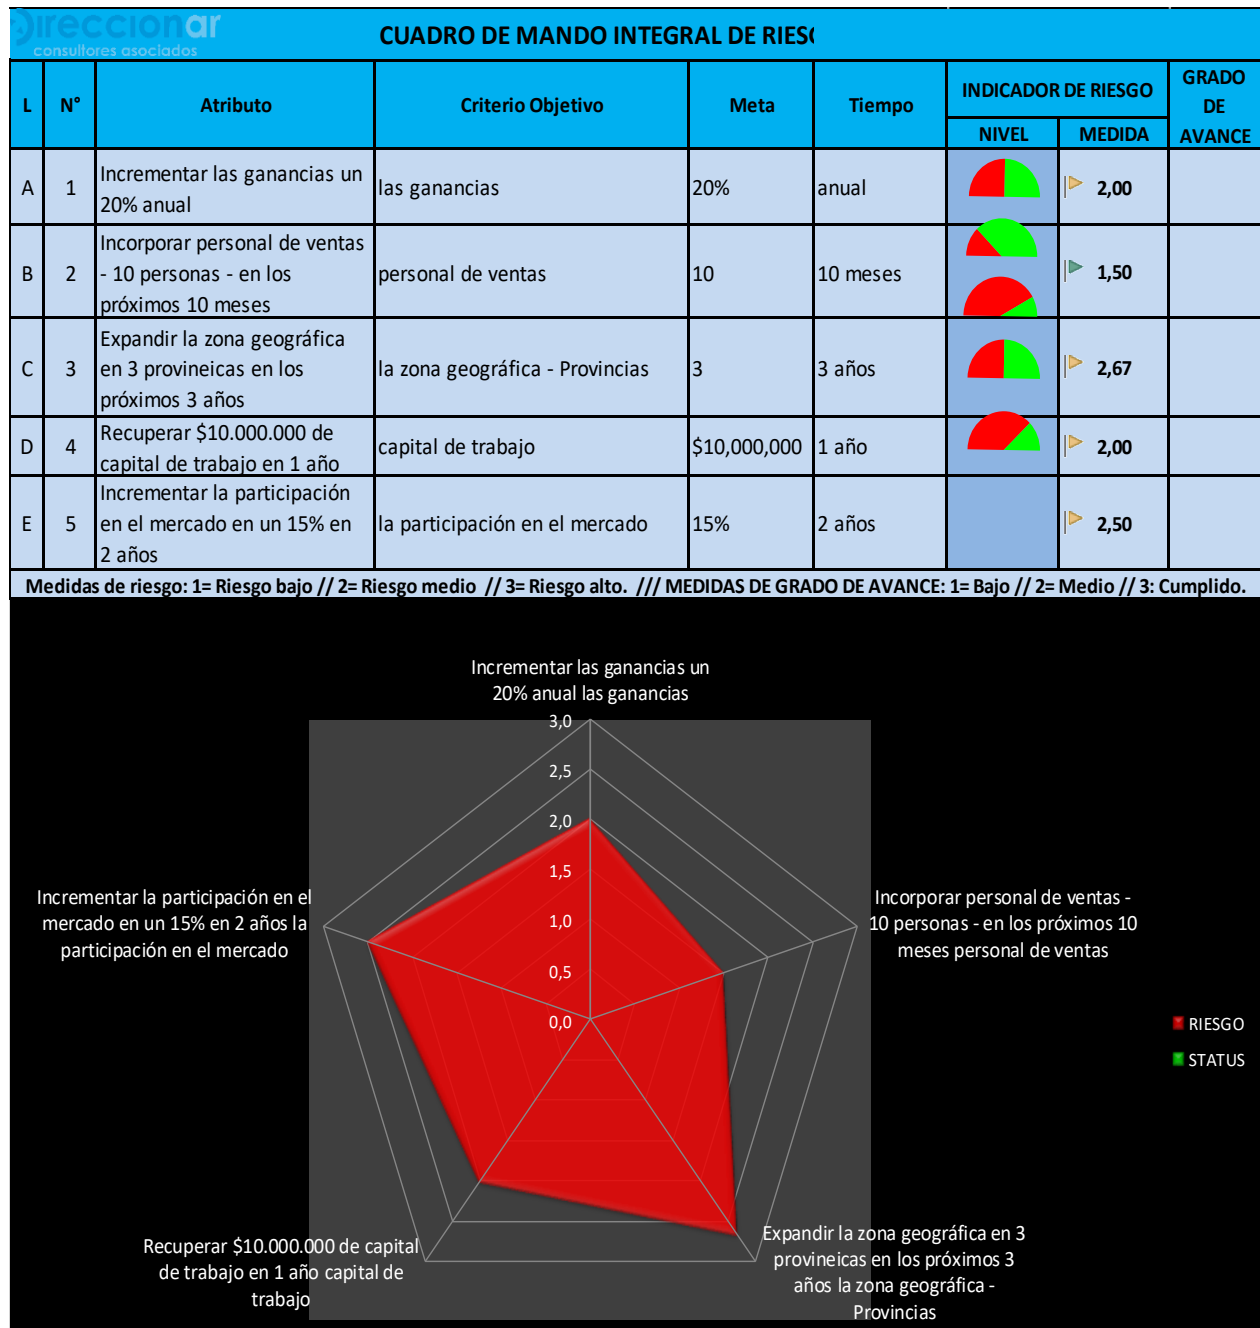 Direccionar
consultores asociados
CUADRO DE MANDO INTEGRAL DE RIESG
L
N°
Atributo
Criterio Objetivo
Meta
Tiempo
INDICADOR DE RIESGO
NIVEL
MEDIDA
GRADO
DE
AVANCE
A
1
Incrementar las ganancias un
20% anual
las ganancias
20%
anual
2,00
B
2
Incorporar personal de ventas
- 10 personas - en los
próximos 10 meses
personal de ventas
10
10 meses
1,50
C
3
Expandir la zona geográfica
en 3 provineicas en los
próximos 3 años
la zona geográfica - Provincias
3
3 años
2,67
D
4
Recuperar $10.000.000 de
capital de trabajo en 1 año
capital de trabajo
$10,000,000
1 año
2,00
E
5
Incrementar la participación
en el mercado en un 15% en
2 años
la participación en el mercado
15%
2 años
2,50
Medidas de riesgo: 1= Riesgo bajo // 2= Riesgo medio // 3= Riesgo alto. /// MEDIDAS DE GRADO DE AVANCE: 1= Bajo // 2= Medio // 3: Cumplido.
Incrementar las ganancias un
20% anual las ganancias
3,0
2,5
2,0
1,5
1,0
0,5
0,0
Incorporar personal de ventas -
10 personas - en los próximos 10
meses personal de ventas
Expandir la zona geográfica en 3
provineicas en los próximos 3
años la zona geográfica -
Provincias
Recuperar $10.000.000 de capital
de trabajo en 1 año capital de
trabajo
Incrementar la participación en el
mercado en un 15% en 2 años la
participación en el mercado
RIESGO
STATUS